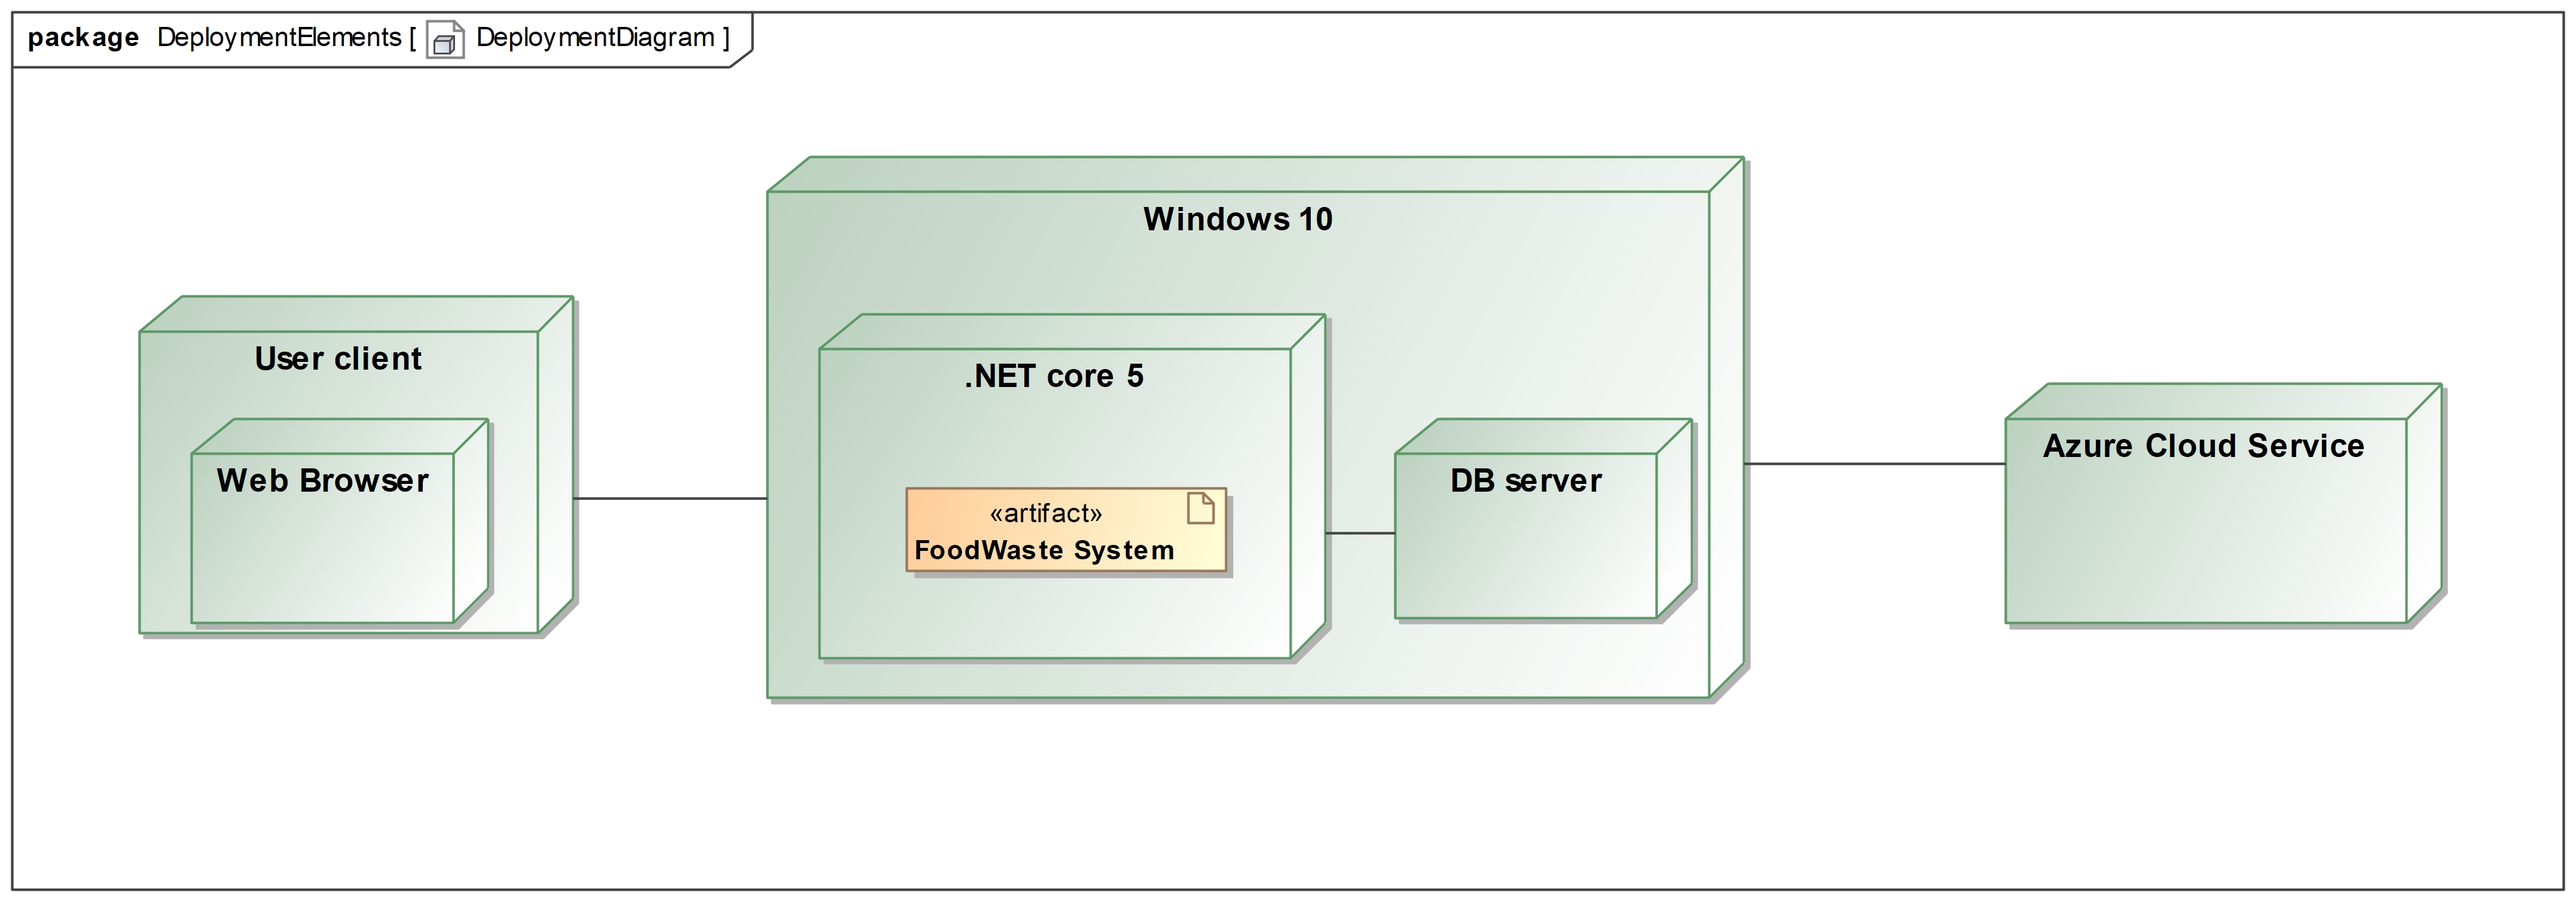 package DeploymentElements [ DeploymentDiagram ]
Windows 10
User client
.NET core 5
Web Browser
«artifact»
FoodWaste System
DB server
Azure Cloud Service